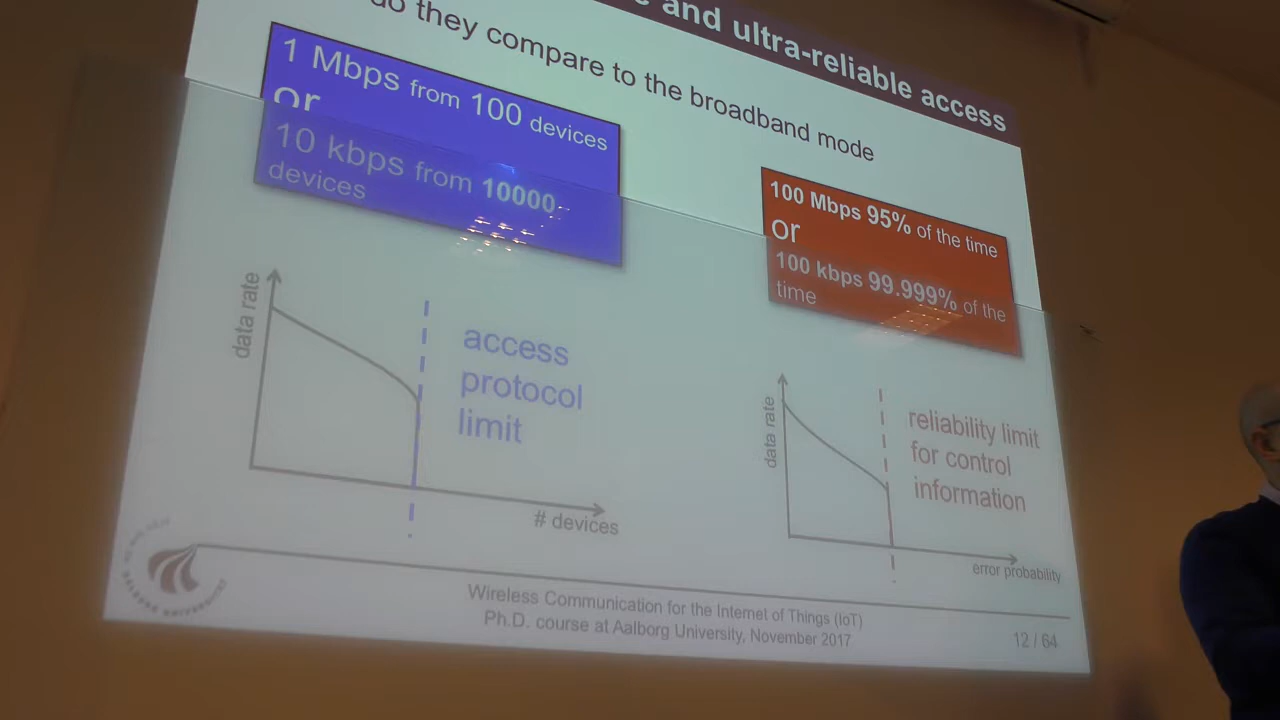 and ultra-reliable access
do they compare to the broadband mode
1 Mbps from 100 devices
or
10 kbps from 10000
devices
100 Mbps 95% of the time
or
100 kbps 99.999% of the
time
data rate
access
protocol
limit
# devices
data rate
reliability limit
for control
information
error probability
Wireless Communication for the Internet of Things (IoT)
Ph.D. course at Aalborg University, November 2017
12 / 64